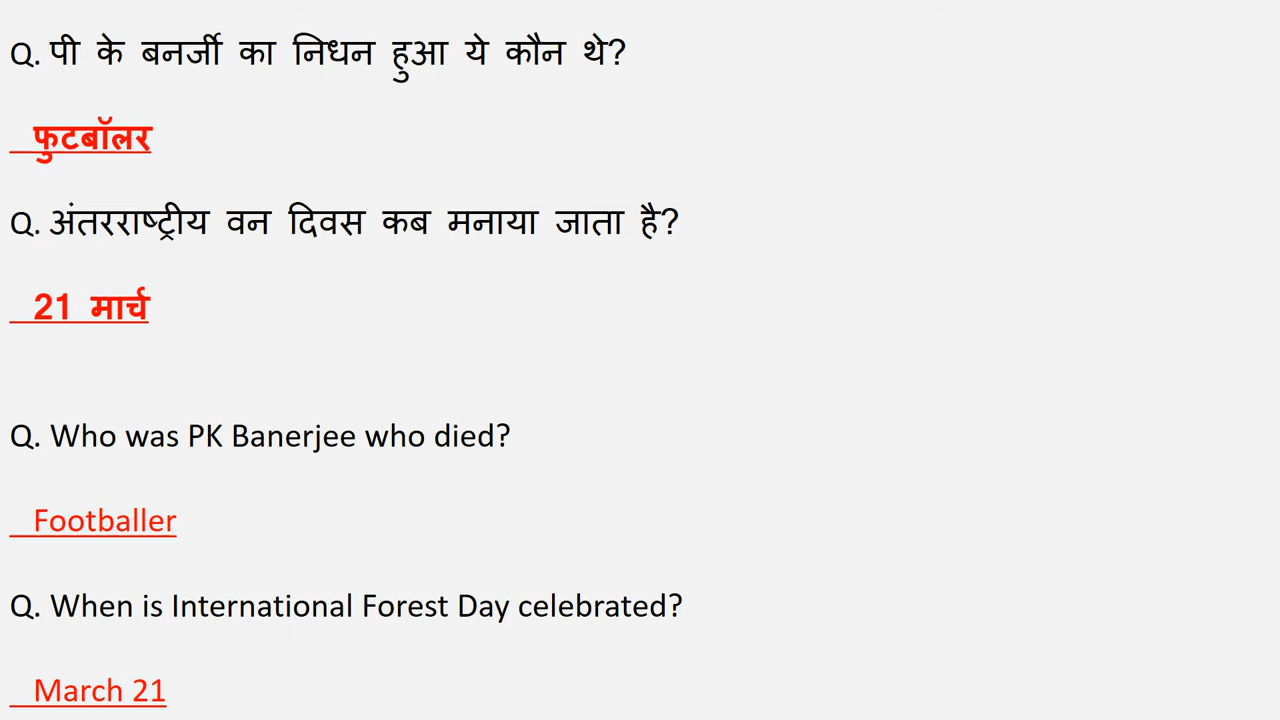 Q. पी के बनर्जी का निधन हुआ ये कौन थे?
फुटबॉलर
Q. अंतरराष्ट्रीय वन दिवस कब मनाया जाता है?
21 मार्च
Q. Who was PK Banerjee who died?
Footballer
Q. When is International Forest Day celebrated?
March 21